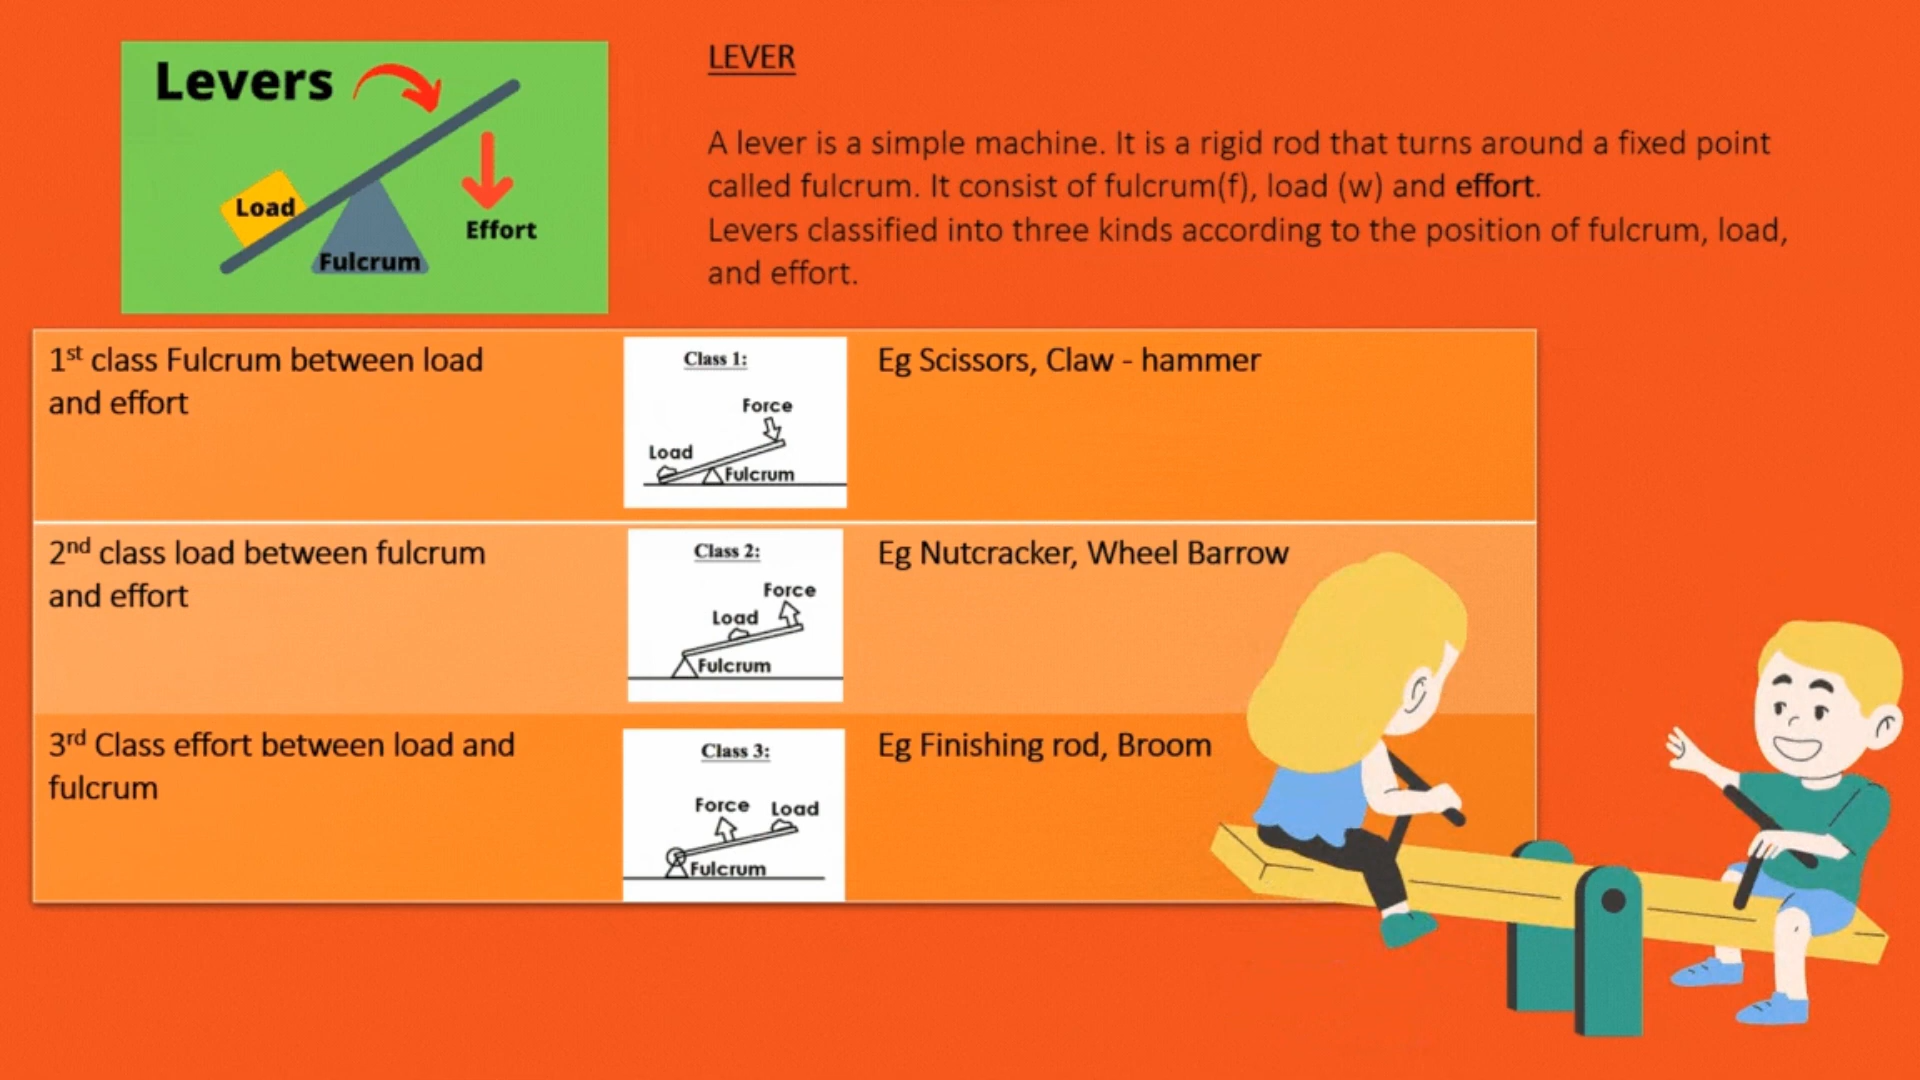 Levers
Load
Fulcrum
Effort
LEVER
A lever is a simple machine. It is a rigid rod that turns around a fixed point
called fulcrum. It consist of fulcrum(f), load (w) and effort.
Levers classified into three kinds according to the position of fulcrum, load,
and effort.
1st class Fulcrum between load
and effort
Class 1:
Force
Load
Fulcrum
Eg Scissors, Claw - hammer
2nd class load between fulcrum
and effort
Class 2:
Force
Load
Fulcrum
Eg Nutcracker, Wheel Barrow
3rd Class effort between load and
fulcrum
Class 3:
Force Load
Fulcrum
Eg Finishing rod, Broom